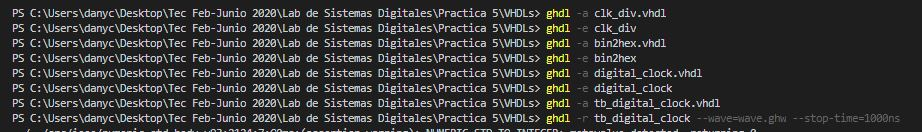 PS C:\Users\danyc\Desktop\Tec Feb-Junio 2020\Lab de Sistemas Digitales\Practica 5\VHDLs> ghdl -a clk_div.vhdl
PS C:\Users\danyc\Desktop\Tec Feb-Junio 2020\Lab de Sistemas Digitales\Practica 5\VHDLs> ghdl -e clk_div
PS C:\Users\danyc\Desktop\Tec Feb-Junio 2020\Lab de Sistemas Digitales\Practica 5\VHDLs> ghdl -a bin2hex.vhdl
PS C:\Users\danyc\Desktop\Tec Feb-Junio 2020\Lab de Sistemas Digitales\Practica 5\VHDLs> ghdl -e bin2hex
PS C:\Users\danyc\Desktop\Tec Feb-Junio 2020\Lab de Sistemas Digitales\Practica 5\VHDLs> ghdl -a digital_clock.vhdl
PS C:\Users\danyc\Desktop\Tec Feb-Junio 2020\Lab de Sistemas Digitales\Practica 5\VHDLs> ghdl -e digital_clock
PS C:\Users\danyc\Desktop\Tec Feb-Junio 2020\Lab de Sistemas Digitales\Practica 5\VHDLs> ghdl -a tb_digital_clock.vhdl
PS C:\Users\danyc\Desktop\Tec Feb-Junio 2020\Lab de Sistemas Digitales\Practica 5\VHDLs> ghdl -r tb_digital_clock --wave=wave.ghw --stop-time=1000ns